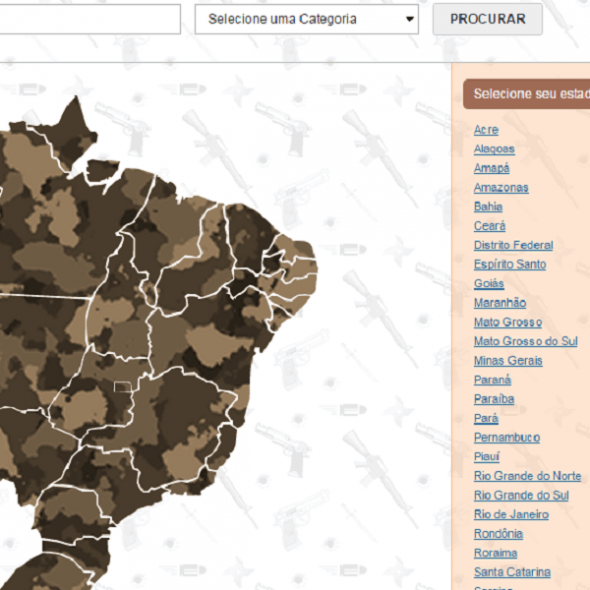 Selecione uma Categoria
PROCURAR
Selecione seu estad
Acre
Alagoas
Amapá
Amazonas
Bahia
Ceará
Distrito Federal
Espírito Santo
Goiás
Maranhão
Mato Grosso
Mato Grosso do Sul
Minas Gerais
Paraná
Paraíba
Pará
Pernambuco
Piauí
Rio Grande do Norte
Rio Grande do Sul
Rio de Janeiro
Rondônia
Roraima
Santa Catarina